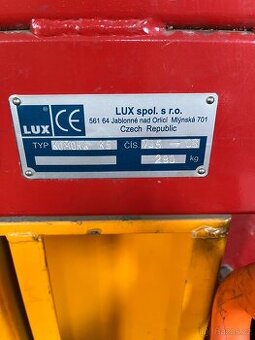 LUX CE
LUX spol. s r.o.
561 64 Jablonné nad Orlicí Mlýnská 701
Czech Republic
TYP ČÍS.
kg